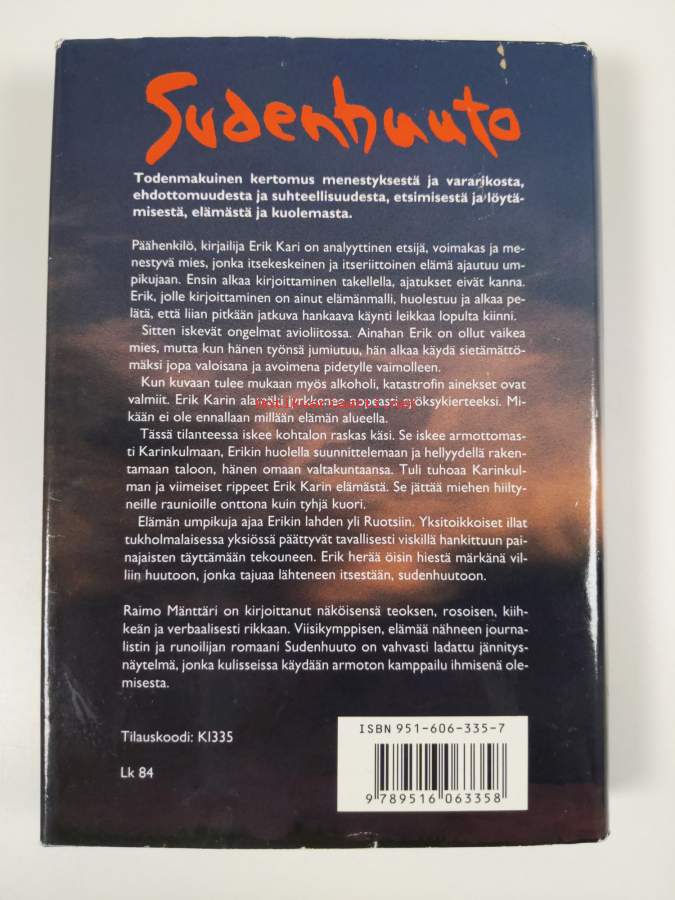 Sudenhuuto
Todenmakuinen kertomus menestyksestä ja vararikosta,
ehdottomuudesta ja suhteellisuudesta, etsimisestä ja löytä-
misestä, elämästä ja kuolemasta.
Päähenkilö, kirjailija Erik Kari on analyyttinen etsijä, voimakas ja me-
nestyvä mies, jonka itsekeskeinen ja itseriittoinen elämä ajautuu um-
pikujaan. Ensin alkaa kirjoittaminen takellella, ajatukset eivät kanna.
Erik, jolle kirjoittaminen on ainut elämänmalli, huolestuu ja alkaa pe-
lätä, että liian pitkään jatkuva hankaava käynti leikkaa lopulta kiinni.
Sitten iskevät ongelmat avioliitossa. Ainahan Erik on ollut vaikea
mies, mutta kun hänen työnsä jumiutuu, hän alkaa käydä sietämättö-
mäksi jopa valoisana ja avoimena pidetylle vaimolleen.
Kun kuvaan tulee mukaan myös alkoholi, katastrofin ainekset ovat
valmiit. Erik Karin alamäki jyrkkenee nopeasti syöksykierteeksi. Mi-
kään ei ole ennallaan millään elämän alueella.
Tässä tilanteessa iskee kohtalon raskas käsi. Se iskee armottomas-
ti Karinkulmaan, Erikin huolella suunnittelemaan ja hellyydellä raken-
tamaan taloon, hänen omaan valtakuntaansa. Tuli tuhoaa Karinkul-
man ja viimeiset rippeet Erik Karin elämästä. Se jättää miehen hiilty-
neille raunioille onttona kuin tyhjä kuori.
Elämän umpikuja ajaa Erikin lahden yli Ruotsiin. Yksitoikkoiset illat
tukholmalaisessa yksiössä päättyvät tavallisesti viskillä hankittuun pai-
najaisten täyttämään tekouneen. Erik herää öisin hiestä märkänä vil-
liin huutoon, jonka tajuaa lähteneen itsestään, sudenhuutoon.
Raimo Mänttäri on kirjoittanut näköisensä teoksen, rosoisen, kiih-
keän ja verbaalisesti rikkaan. Viisikymppisen, elämää nähneen journa-
listin ja runoilijan romaani Sudenhuuto on vahvasti ladattu jännitys-
näytelmä, jonka kulisseissa käydään armoton kamppailu ihmisenä ole-
misesta.
Tilauskoodi: K1335
Lk 84
ISBN 951-606-335-7
9 789516 063358